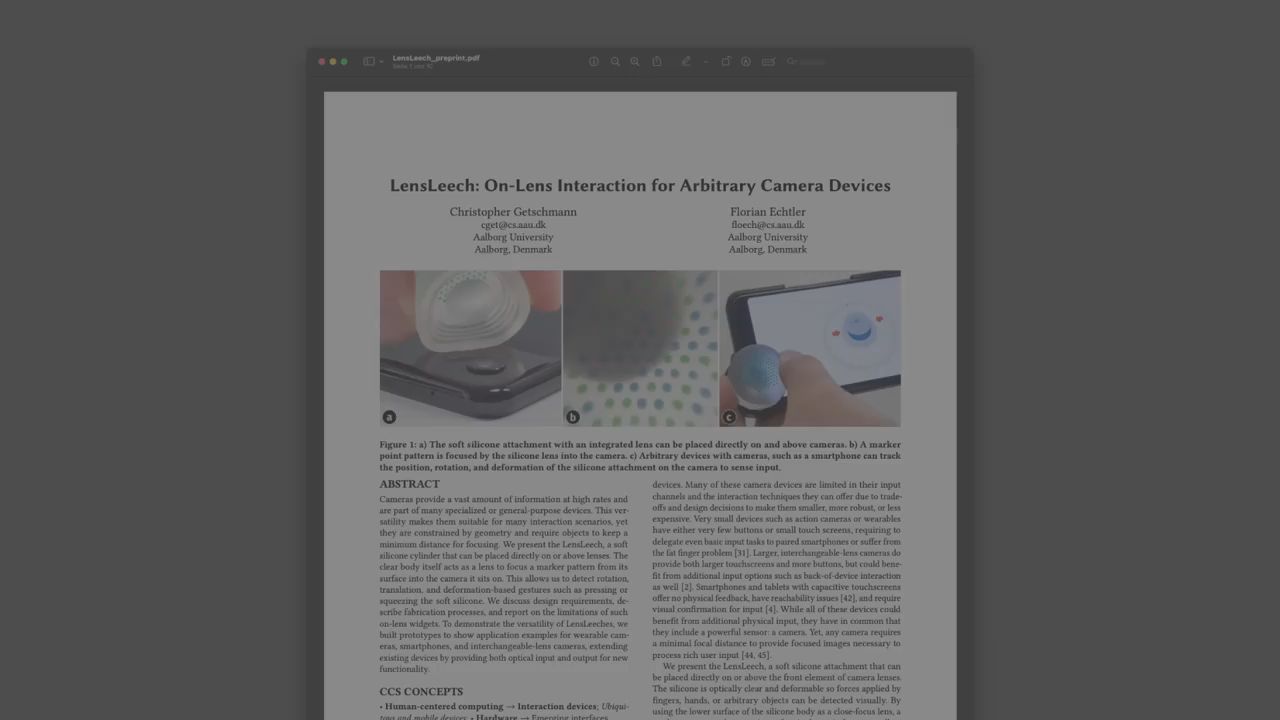 LensLeech_preprint.pdf
LensLeech: On-Lens Interaction for Arbitrary Camera Devices
Christopher Getschmann
cget@cs.aau.dk
Aalborg University
Aalborg, Denmark
Florian Echtler
floech@cs.aau.dk
Aalborg University
Aalborg, Denmark
a
b
c
Figure 1: a) The soft silicone attachment with an integrated lens can be placed directly on and above cameras. b) A marker
point pattern is focused by the silicone lens into the camera. c) Arbitrary devices with cameras, such as a smartphone can track
the position, rotation, and deformation of the silicone attachment on the camera to sense input.
ABSTRACT
Cameras provide a vast amount of information at high rates and
are part of many specialized or general-purpose devices. This ver-
satility makes them suitable for many interaction scenarios, yet
they are constrained by geometry and require objects to keep a
minimum distance for focusing. We present the LensLeech, a soft
silicone cylinder that can be placed directly on or above lenses. The
clear body itself acts as a lens to focus a marker pattern from its
surface into the camera it sits on. This allows us to detect rotation,
translation, and deformation-based gestures such as pressing or
squeezing the soft silicone. We discuss design requirements, de-
scribe fabrication processes, and report on the limitations of such
on-lens widgets. To demonstrate the versatility of LensLeeches, we
built prototypes to show application examples for wearable cam-
eras, smartphones, and interchangeable-lens cameras, extending
existing devices by providing both optical input and output for new
functionality.
CCS CONCEPTS
• Human-centered computing → Interaction devices; Ubiqui-
tous and mobile devices; • Hardware → Emerging interfaces.
devices. Many of these camera devices are limited in their input
channels and the interaction techniques they can offer due to trade-
offs and design decisions to make them smaller, more robust, or less
expensive. Very small devices such as action cameras or wearables
have either very few buttons or small touch screens, requiring to
delegate even basic input tasks to paired smartphones or suffer from
the fat finger problem [31]. Larger, interchangeable-lens cameras do
provide both larger touchscreens and more buttons, but could bene-
fit from additional input options such as back-of-device interaction
as well [2]. Smartphones and tablets with capacitive touchscreens
offer no physical feedback, have reachability issues [42], and require
visual confirmation for input [4]. While all of these devices could
benefit from additional physical input, they have in common that
they include a powerful sensor: a camera. Yet, any camera requires
a minimal focal distance to provide focused images necessary to
process rich user input [44, 45].
We present the LensLeech, a soft silicone attachment that can
be placed directly on or above the front element of camera lenses.
The silicone is optically clear and deformable so forces applied by
fingers, hands, or arbitrary objects can be detected visually. By
using the lower surface of the silicone body as a close-focus lens, a